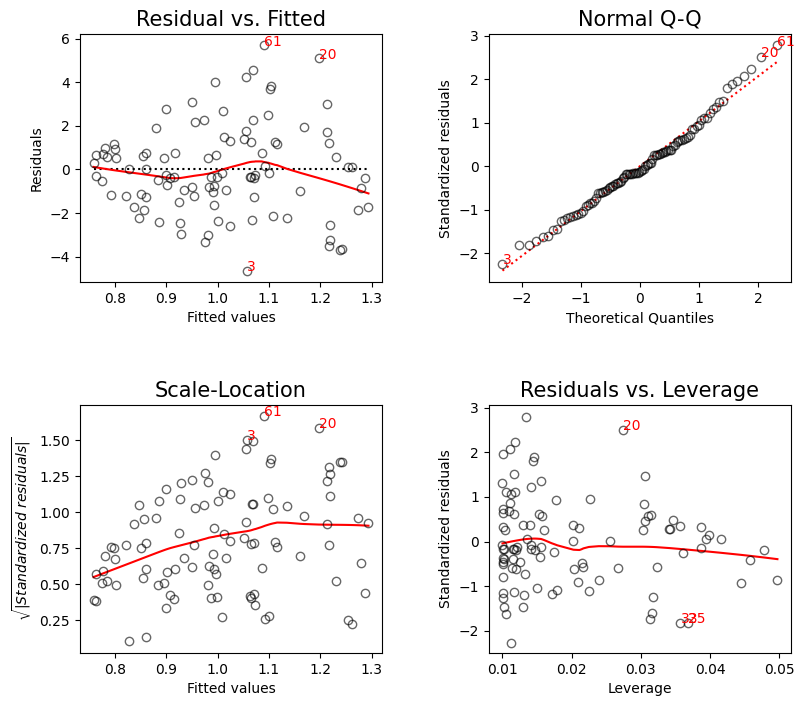 Residual vs. Fitted
Residuals
6
4
2
0
−2
−4
61
20
3
0.8 0.9 1.0 1.1 1.2 1.3
Fitted values
Normal Q-Q
Standardized residuals
3
2
1
0
−1
−2
61
20
3
−2 −1 0 1 2
Theoretical Quantiles
Scale-Location
√|Standardized residuals|
1.50
1.25
1.00
0.75
0.50
0.25
61
20
3
0.8 0.9 1.0 1.1 1.2 1.3
Fitted values
Residuals vs. Leverage
Standardized residuals
3
2
1
0
−1
−2
20
0.01 0.02 0.03 0.04 0.05
Leverage